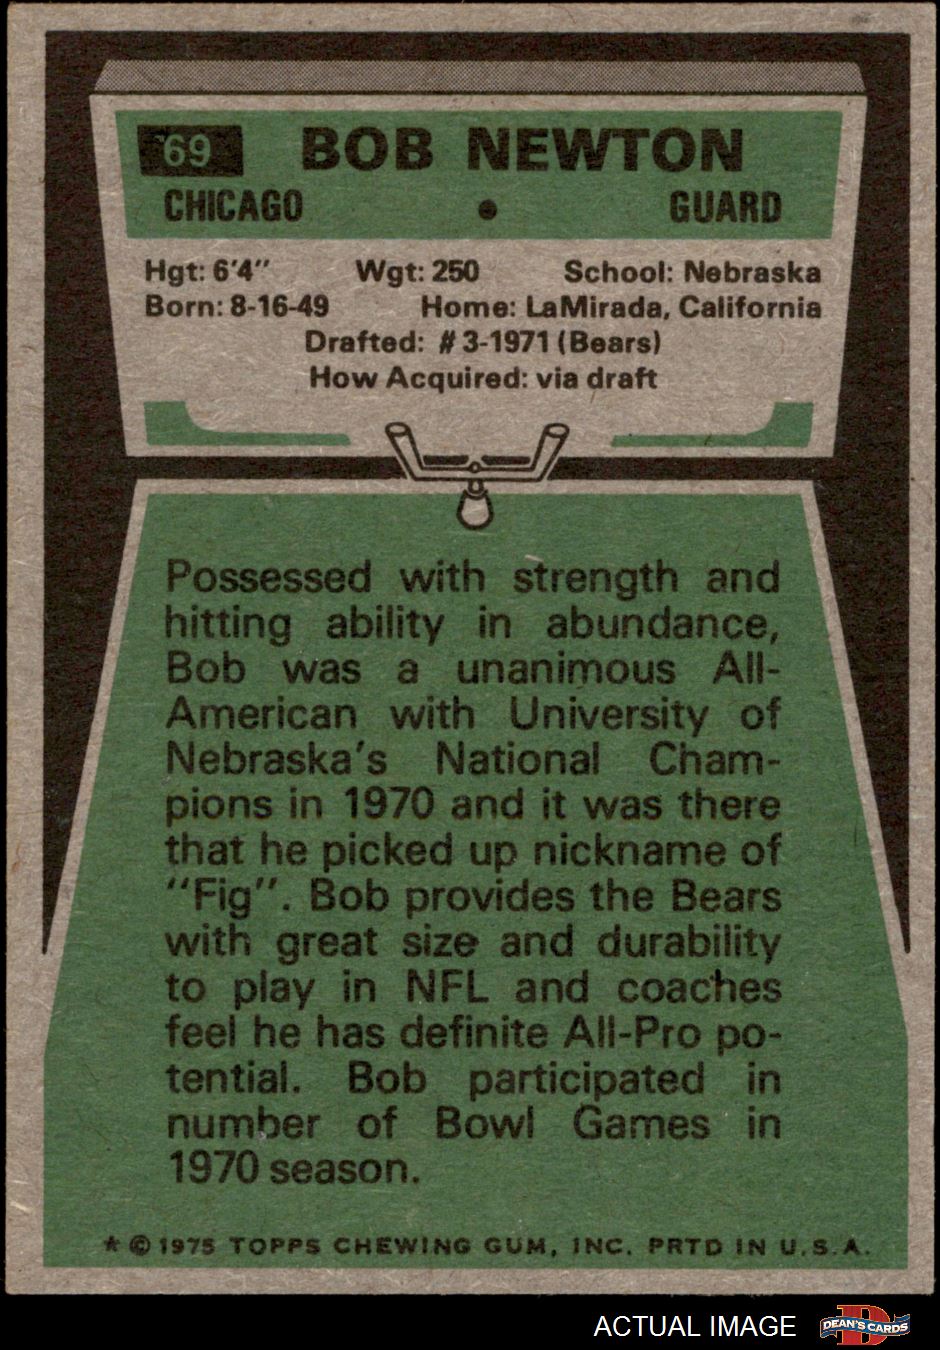 69 BOB NEWTON
CHICAGO • GUARD
Hgt: 6'4" Wgt: 250 School: Nebraska
Born: 8-16-49 Home: LaMirada, California
Drafted: #3-1971 (Bears)
How Acquired: via draft
Possessed with strength and
hitting ability in abundance,
Bob was a unanimous All-
American with University of
Nebraska's National Cham-
pions in 1970 and it was there
that he picked up nickname of
"Fig". Bob provides the Bears
with great size and durability
to play in NFL and coaches
feel he has definite All-Pro po-
tential. Bob participated in
number of Bowl Games in
1970 season.
* © 1975 TOPPS CHEWING GUM, INC. PRTD IN U.S.A.
ACTUAL IMAGE D DEAN'S CARDS